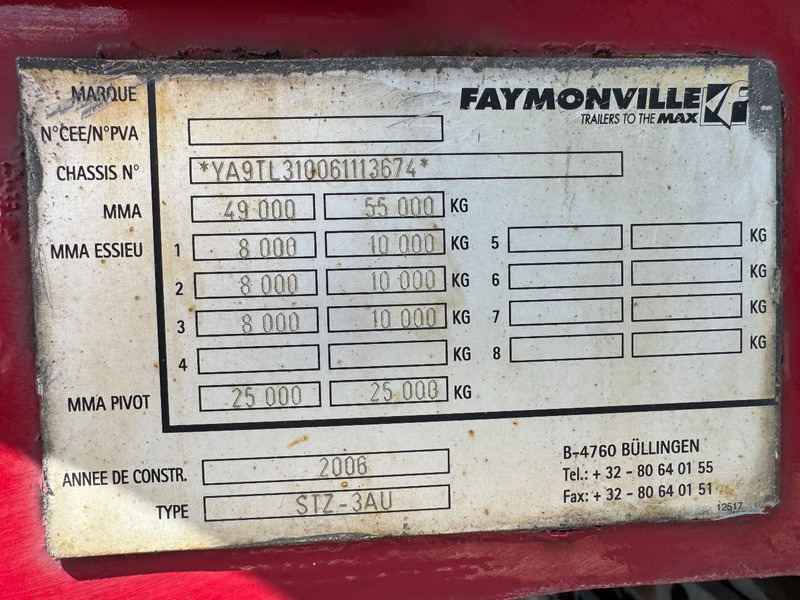 MARQUE
FAYMONVILLE
TRAILERS TO THE MAX
N°CEE/N°PVA
CHASSIS N° *YA9TL310061113674*
MMA 49 000 55 000 KG
MMA ESSIEU 1 8 000 10 000 KG 5 KG
2 8 000 10 000 KG 6 KG
3 8 000 10 000 KG 7 KG
4 KG 8 KG
MMA PIVOT 25 000 25 000 KG
ANNEE DE CONSTR. 2006
TYPE STZ-3AU
B-4760 BÜLLINGEN
Tel.: + 32 - 80 64 01 55
Fax: + 32 - 80 64 01 51
12517